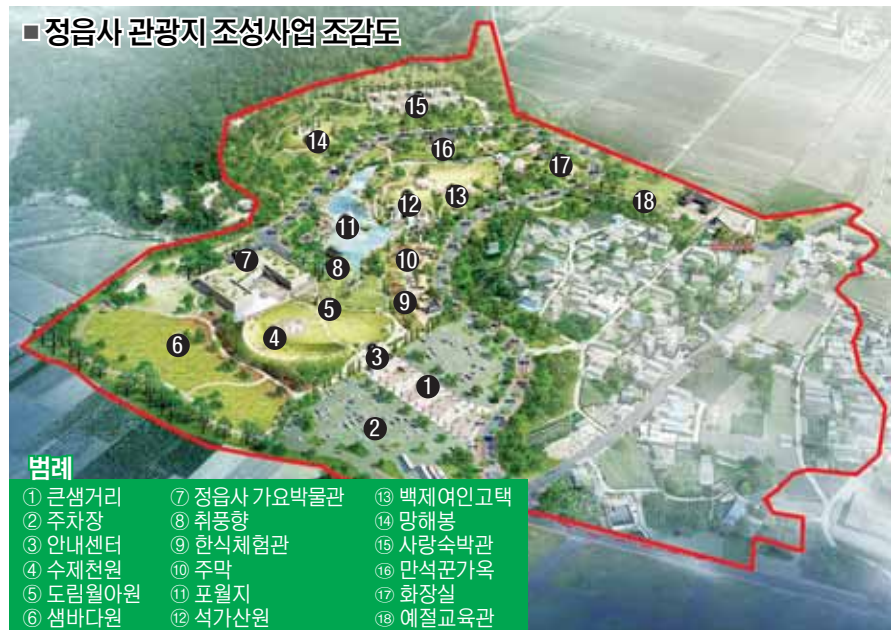 ■ 정읍사 관광지 조성사업 조감도
⑮
⑭
⑯
⑰
⑱
⑬
⑫
⑪
⑩
⑦
⑧
⑨
⑤
④
⑥
③
①
②
범례
① 큰샘거리
② 주차장
③ 안내센터
④ 수제천원
⑤ 도림월아원
⑥ 샘바다원
⑦ 정읍사 가요박물관
⑧ 취풍향
⑨ 한식체험관
⑩ 주막
⑪ 포월지
⑫ 석가산원
⑬ 백제여인고택
⑭ 망해봉
⑮ 사랑숙박관
⑯ 만석꾼가옥
⑰ 화장실
⑱ 예절교육관